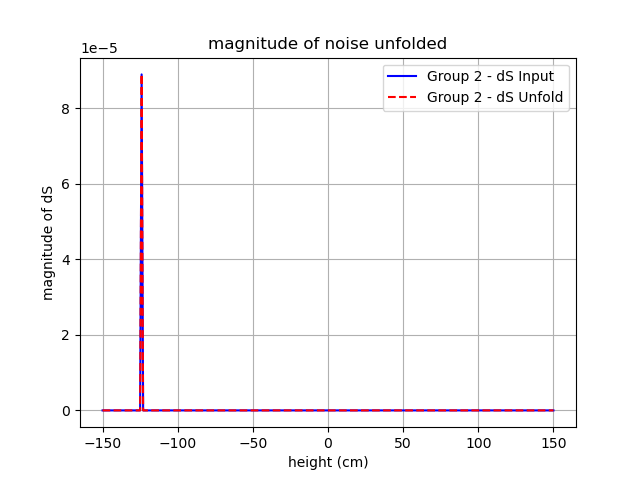 magnitude of noise unfolded
1e−5
Group 2 - dS Input
Group 2 - dS Unfold
magnitude of dS
8
6
4
2
0
−150 −100 −50 0 50 100 150
height (cm)